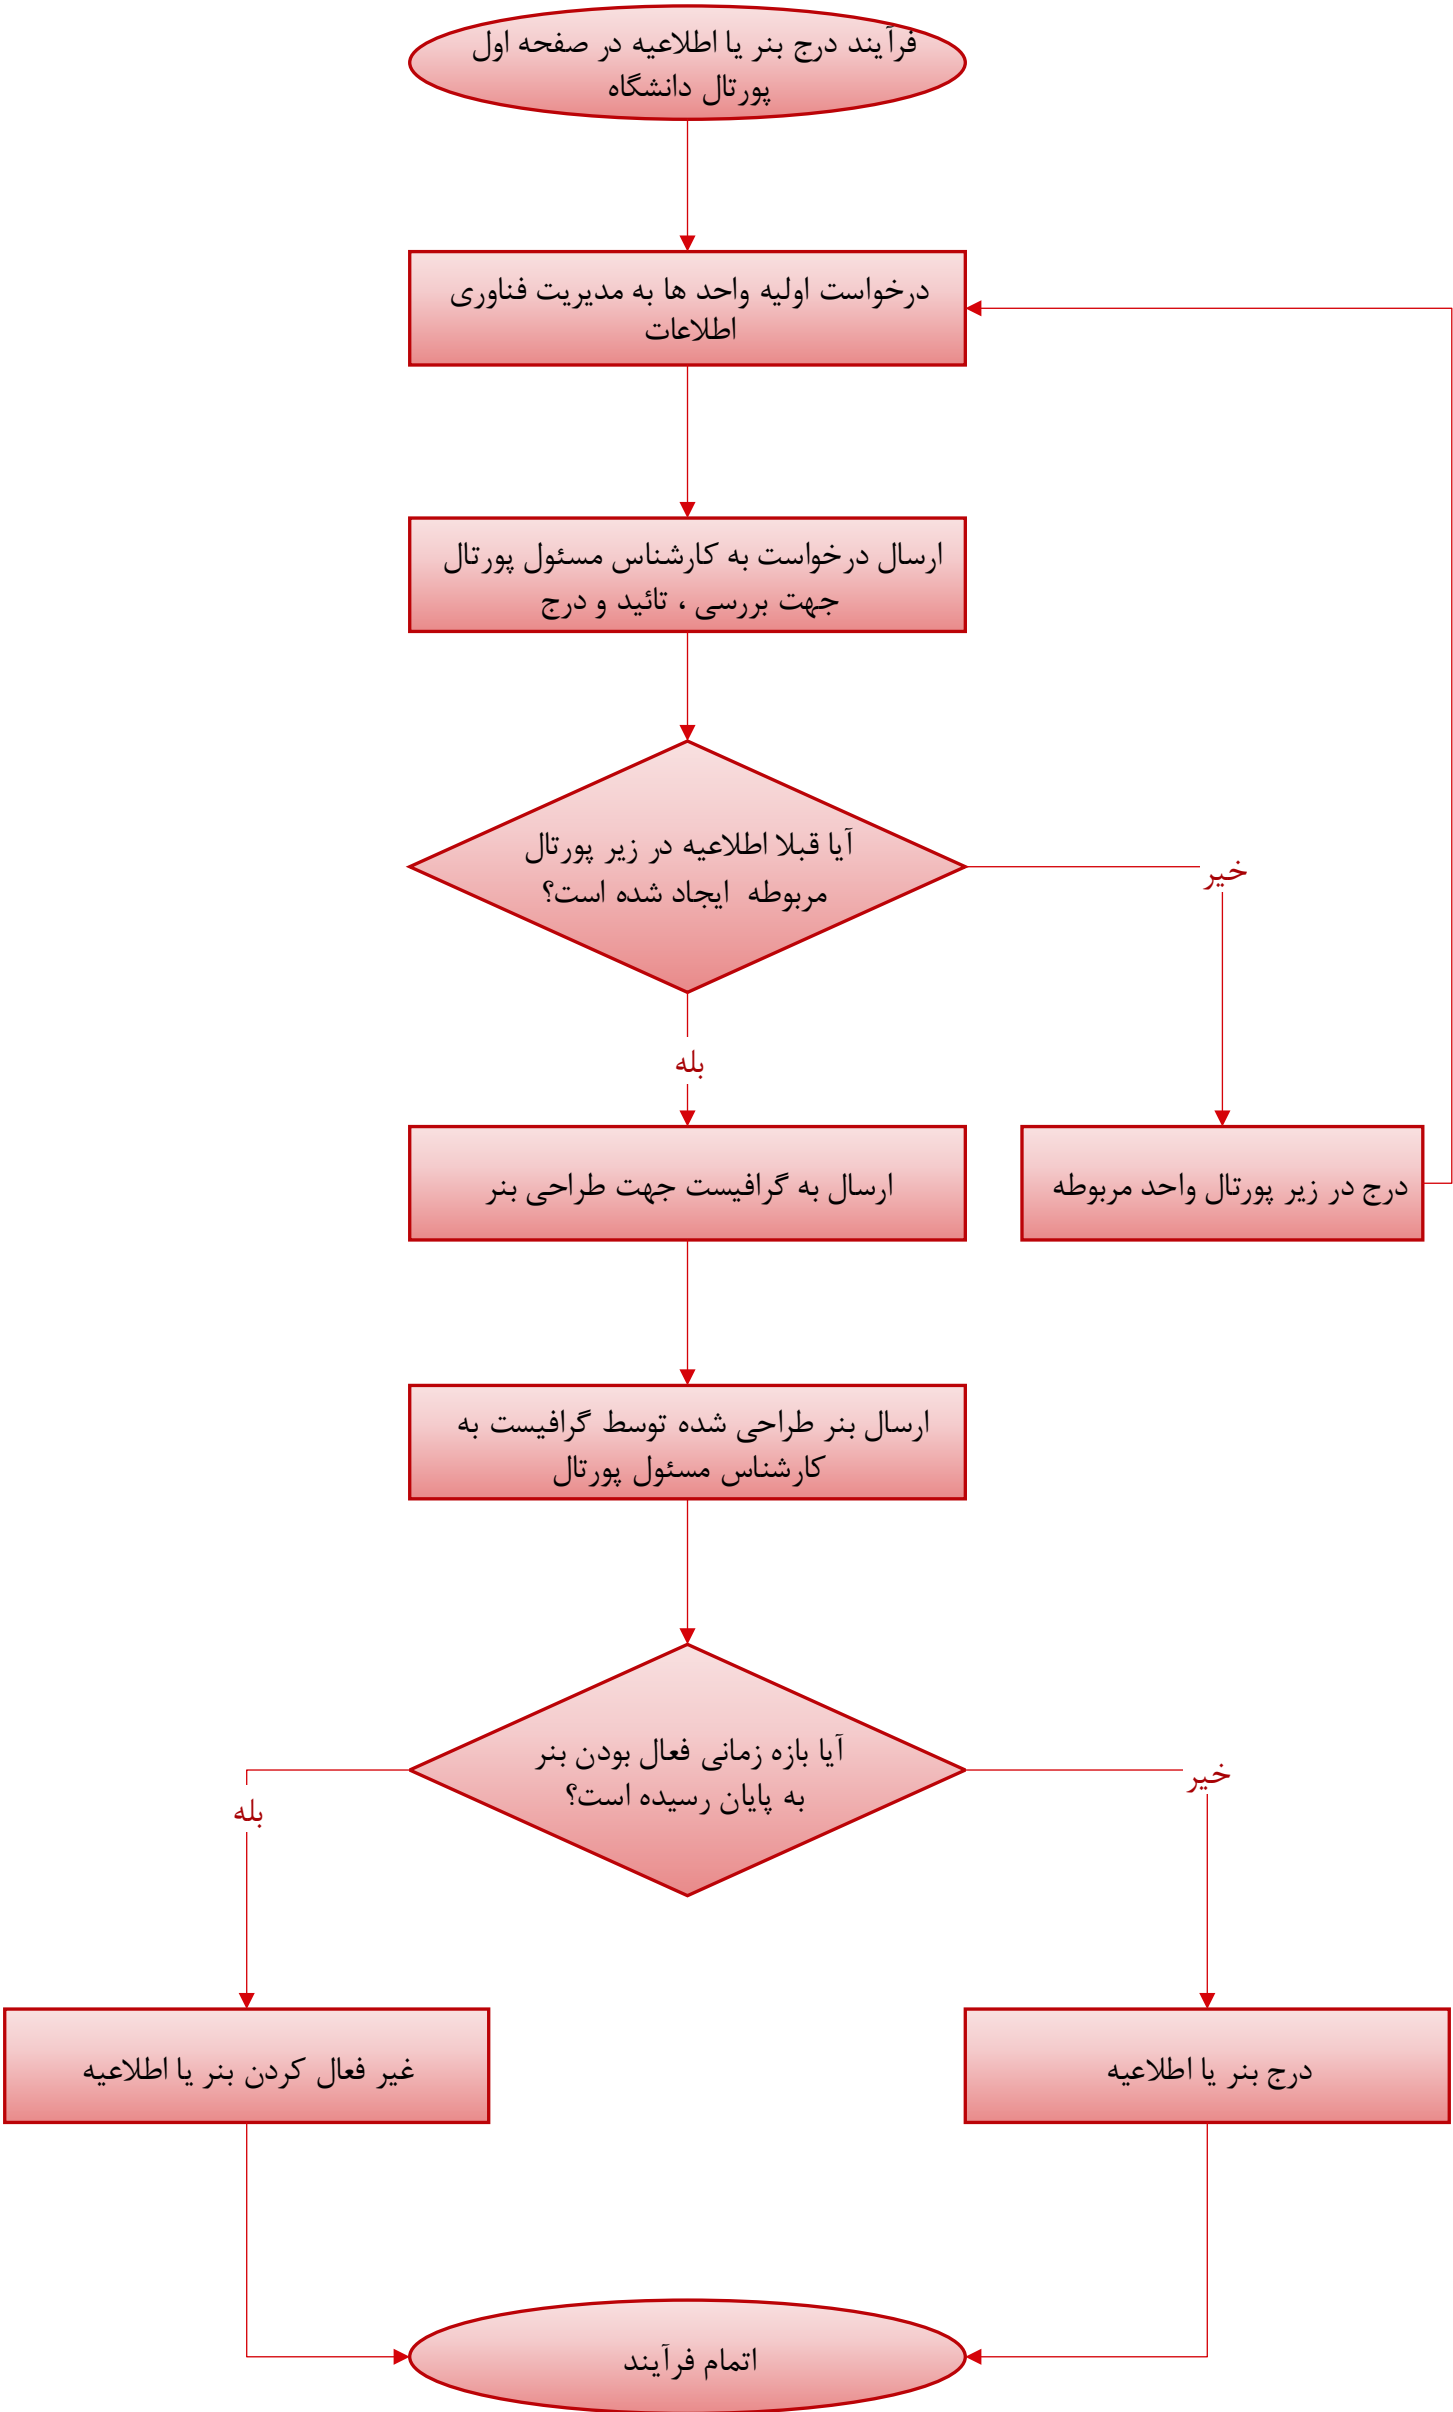 فرآیند درج بنر یا اطلاعیه در صفحه اول
پورتال دانشگاه
درخواست اولیه واحد ها به مدیریت فناوری
اطلاعات
ارسال درخواست به کارشناس مسئول پورتال
جهت بررسی ، تائید و درج
آیا قبلا اطلاعیه در زیر پورتال
مربوطه ایجاد شده است؟
خیر
بله
درج در زیر پورتال واحد مربوطه
ارسال به گرافیست جهت طراحی بنر
ارسال بنر طراحی شده توسط گرافیست به
کارشناس مسئول پورتال
آیا بازه زمانی فعال بودن بنر
به پایان رسیده است؟
خیر
بله
درج بنر یا اطلاعیه
غیر فعال کردن بنر یا اطلاعیه
اتمام فرآیند